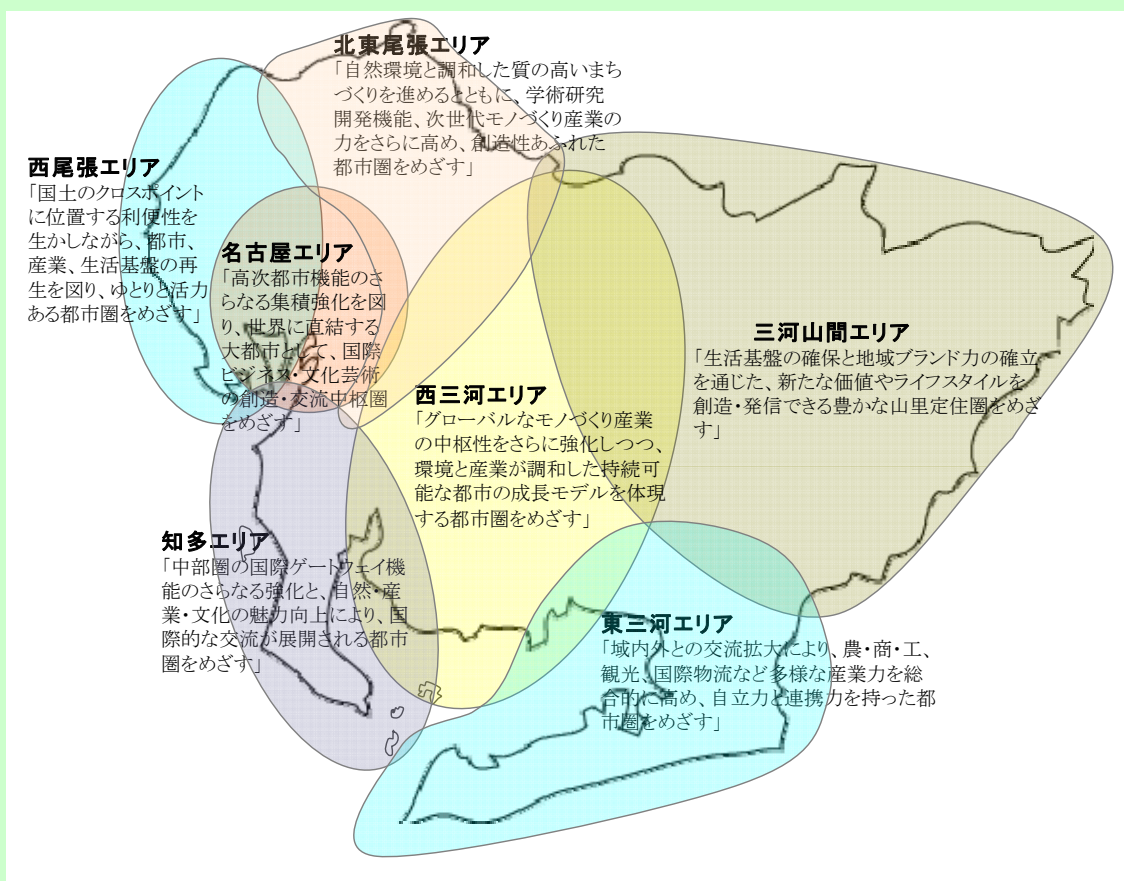 北東尾張エリア
「自然環境と調和した質の高いまち
づくりを進めるとともに、学術研究
開発機能、次世代モノづくり産業の
力をさらに高め、創造性あふれた
都市圏をめざす」
西尾張エリア
「国土のクロスポイント
に位置する利便性を
生かしながら、都市、
産業、生活基盤の再
生を図り、ゆとりと活力
ある都市圏をめざす」
名古屋エリア
「高次都市機能のさ
らなる集積強化を図
り、世界に直結する
大都市として、国際
ビジネス・文化芸術
の創造・交流中枢圏
をめざす」
三河山間エリア
「生活基盤の確保と地域ブランド力の確立
を通じた、新たな価値やライフスタイルを
創造・発信できる豊かな山里定住圏をめざ
す」
西三河エリア
「グローバルなモノづくり産業
の中枢性をさらに強化しつつ、
環境と産業が調和した持続可
能な都市の成長モデルを体現
する都市圏をめざす」
知多エリア
「中部圏の国際ゲートウェイ機
能のさらなる強化と、自然・産
業・文化の魅力向上により、国
際的な交流が展開される都市
圏をめざす」
東三河エリア
「域内外との交流拡大により、農・商・工、
観光、国際物流など多様な産業力を総
合的に高め、自立力と連携力を持った都
市圏をめざす」